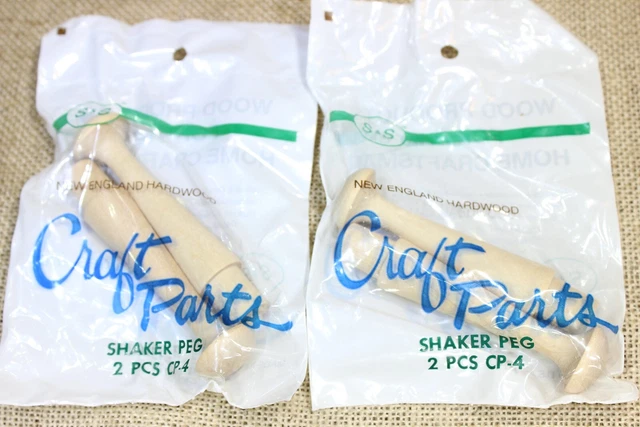 S&S
NEW ENGLAND HARDWOOD
Craft
Parts
SHAKER PEG
2 PCS CP-4
S&S
NEW ENGLAND HARDWOOD
Craft
Parts
SHAKER PEG
2 PCS CP-4